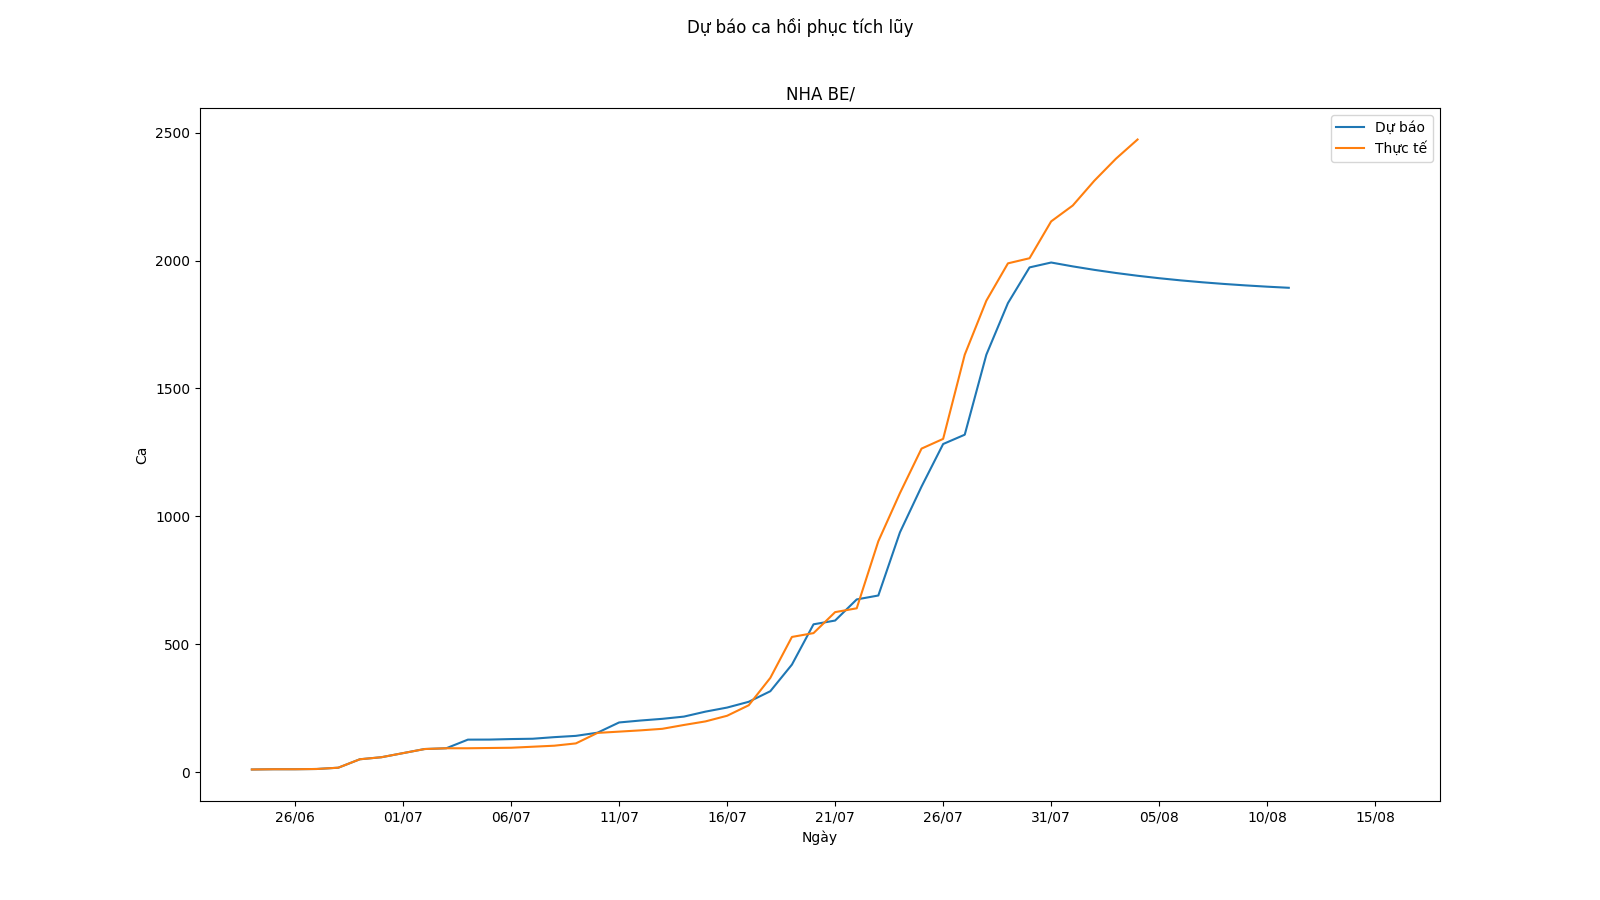 Dự báo ca hồi phục tích lũy
NHA BE/
Dự báo
Thực tế
2500
2000
1500
1000
500
0
Ca
26/06 01/07 06/07 11/07 16/07 21/07 26/07 31/07 05/08 10/08 15/08
Ngày